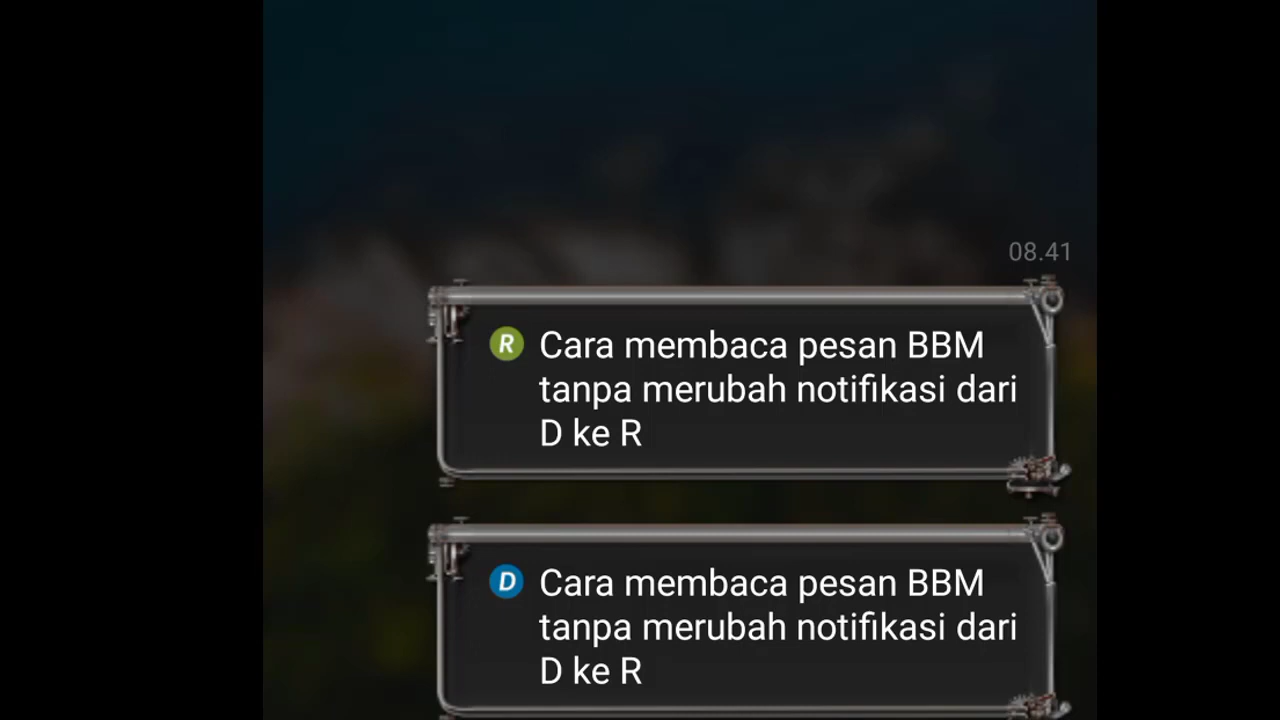 08.41
R Cara membaca pesan BBM
tanpa merubah notifikasi dari
D ke R
D Cara membaca pesan BBM
tanpa merubah notifikasi dari
D ke R